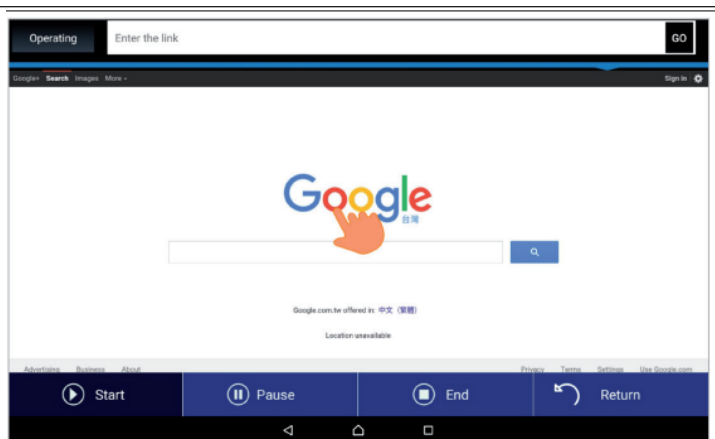 Operating Enter the link GO
Google+ Search Images More Sign in
Google
台灣
Google.com.tw offered in: 中文（繁體）
Location unavailable
Advertising Business About Privacy Terms Settings Use Google.com
Start Pause End Return